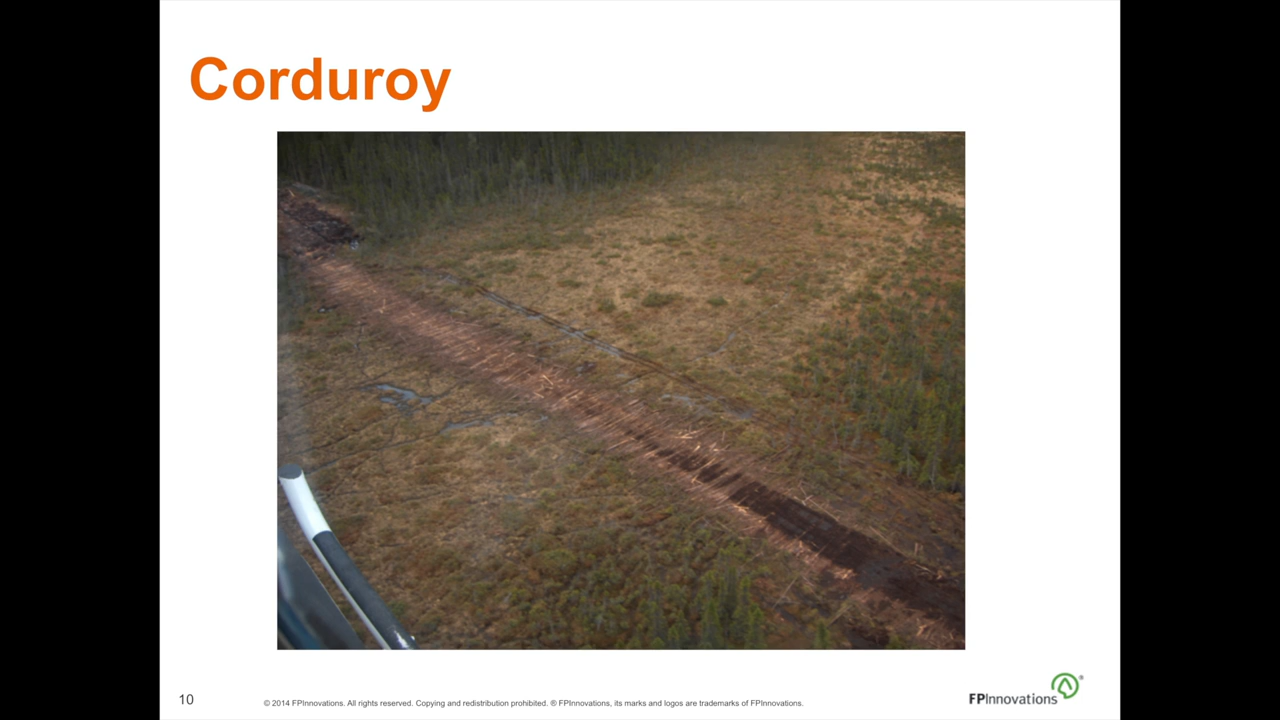 Corduroy
10
© 2014 FPInnovations. All rights reserved. Copying and redistribution prohibited. ® FPInnovations, its marks and logos are trademarks of FPInnovations.
FPInnovations®